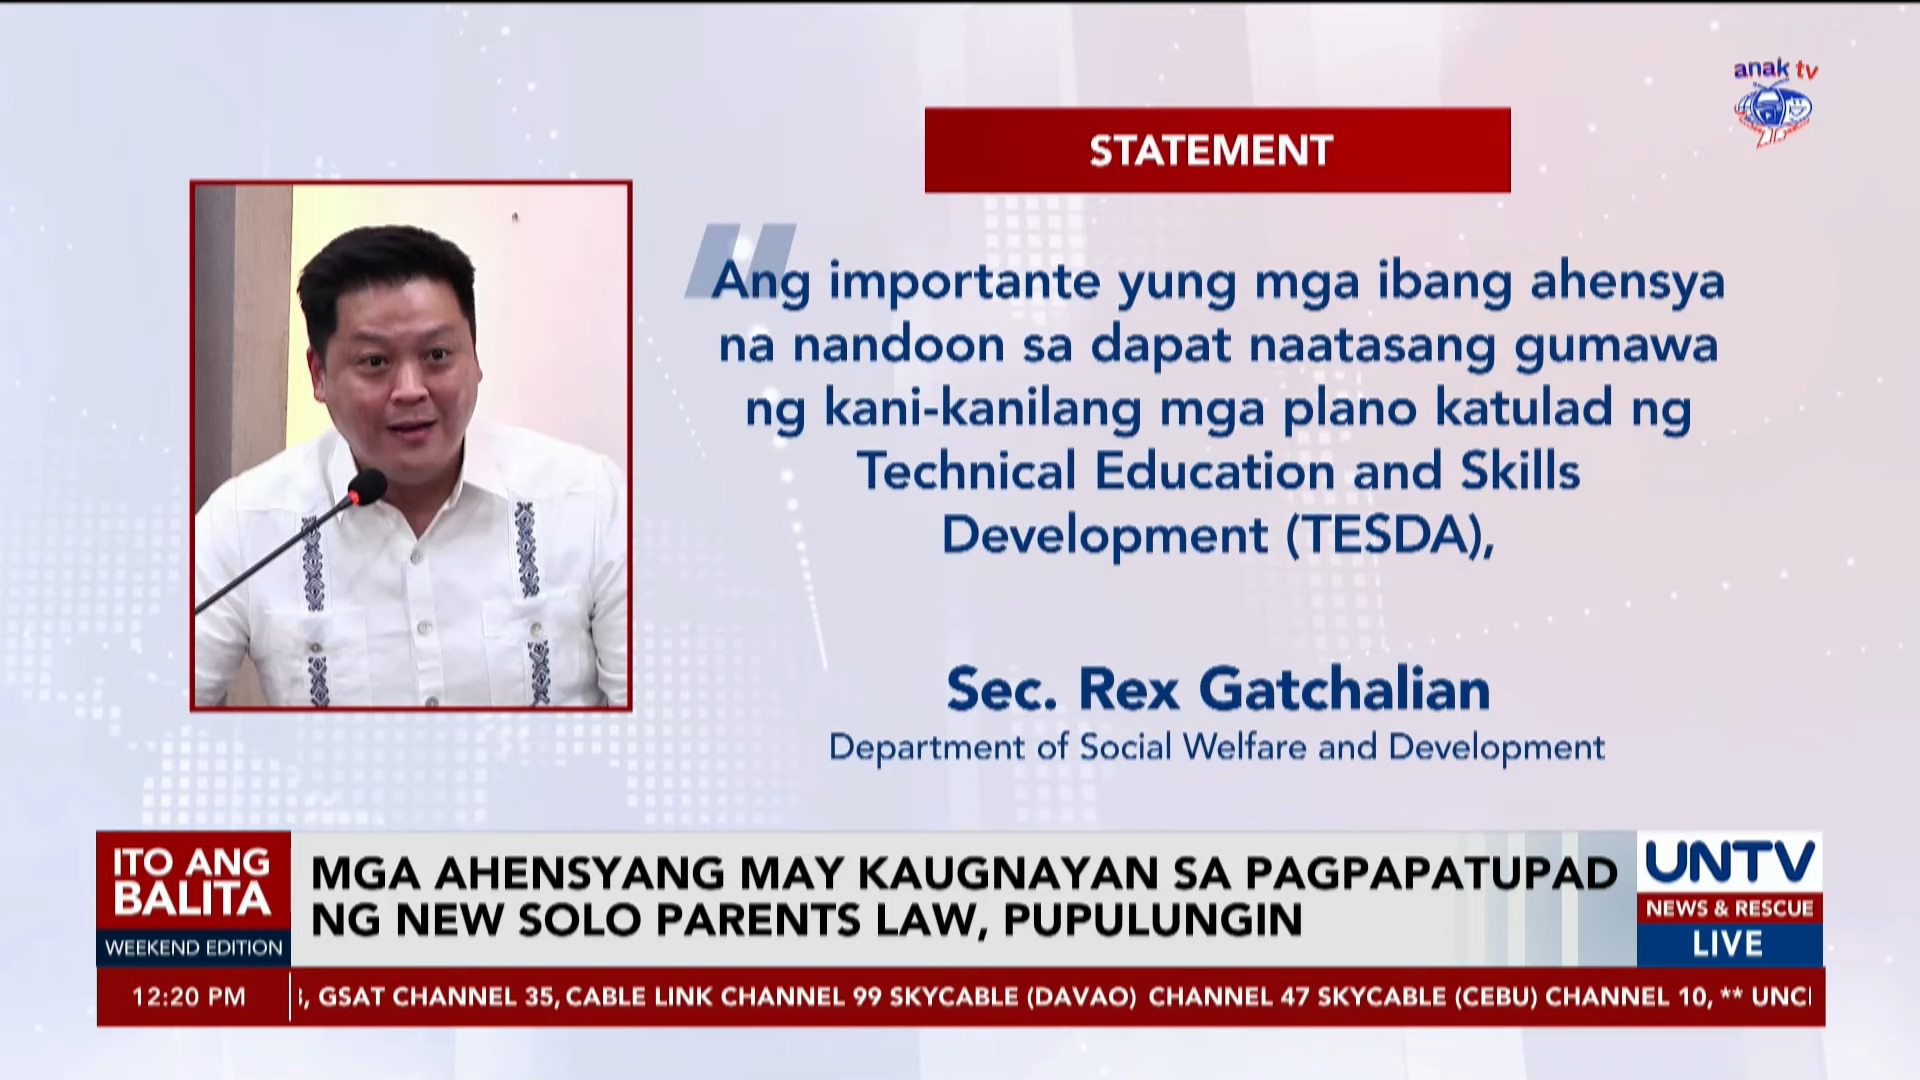 anak tv
STATEMENT
Ang importante yung mga ibang ahensya
na nandoon sa dapat naatasang gumawa
ng kani-kanilang mga plano katulad ng
Technical Education and Skills
Development (TESDA),
Sec. Rex Gatchalian
Department of Social Welfare and Development
ITO ANG
BALITA
WEEKEND EDITION
MGA AHENSYANG MAY KAUGNAYAN SA PAGPAPATUPAD
NG NEW SOLO PARENTS LAW, PUPULUNGIN
UNTV
NEWS & RESCUE
LIVE
12:20 PM
, GSAT CHANNEL 35, CABLE LINK CHANNEL 99 SKYCABLE (DAVAO) CHANNEL 47 SKYCABLE (CEBU) CHANNEL 10, ** UNC